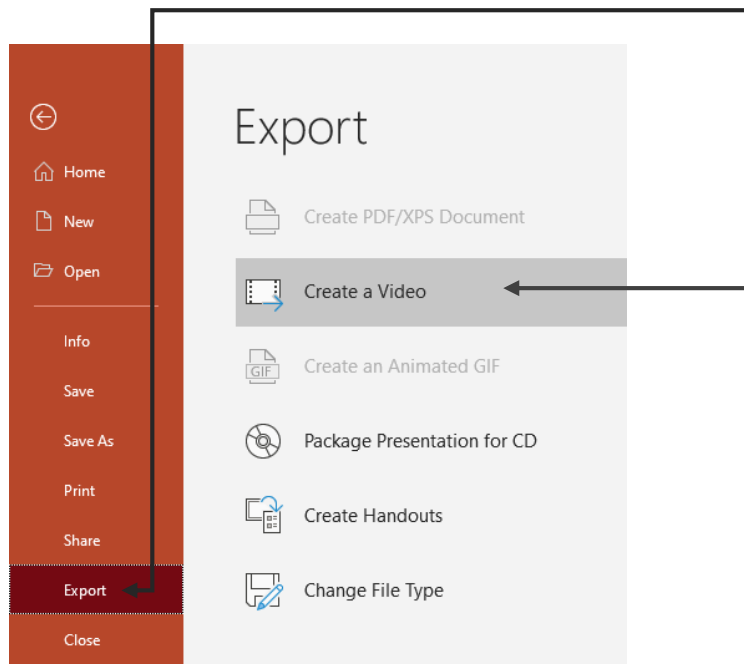 Home
New
Open
Info
Save
Save As
Print
Share
Export
Close
Export
Create PDF/XPS Document
Create a Video
GIF
Create an Animated GIF
Package Presentation for CD
Create Handouts
Change File Type